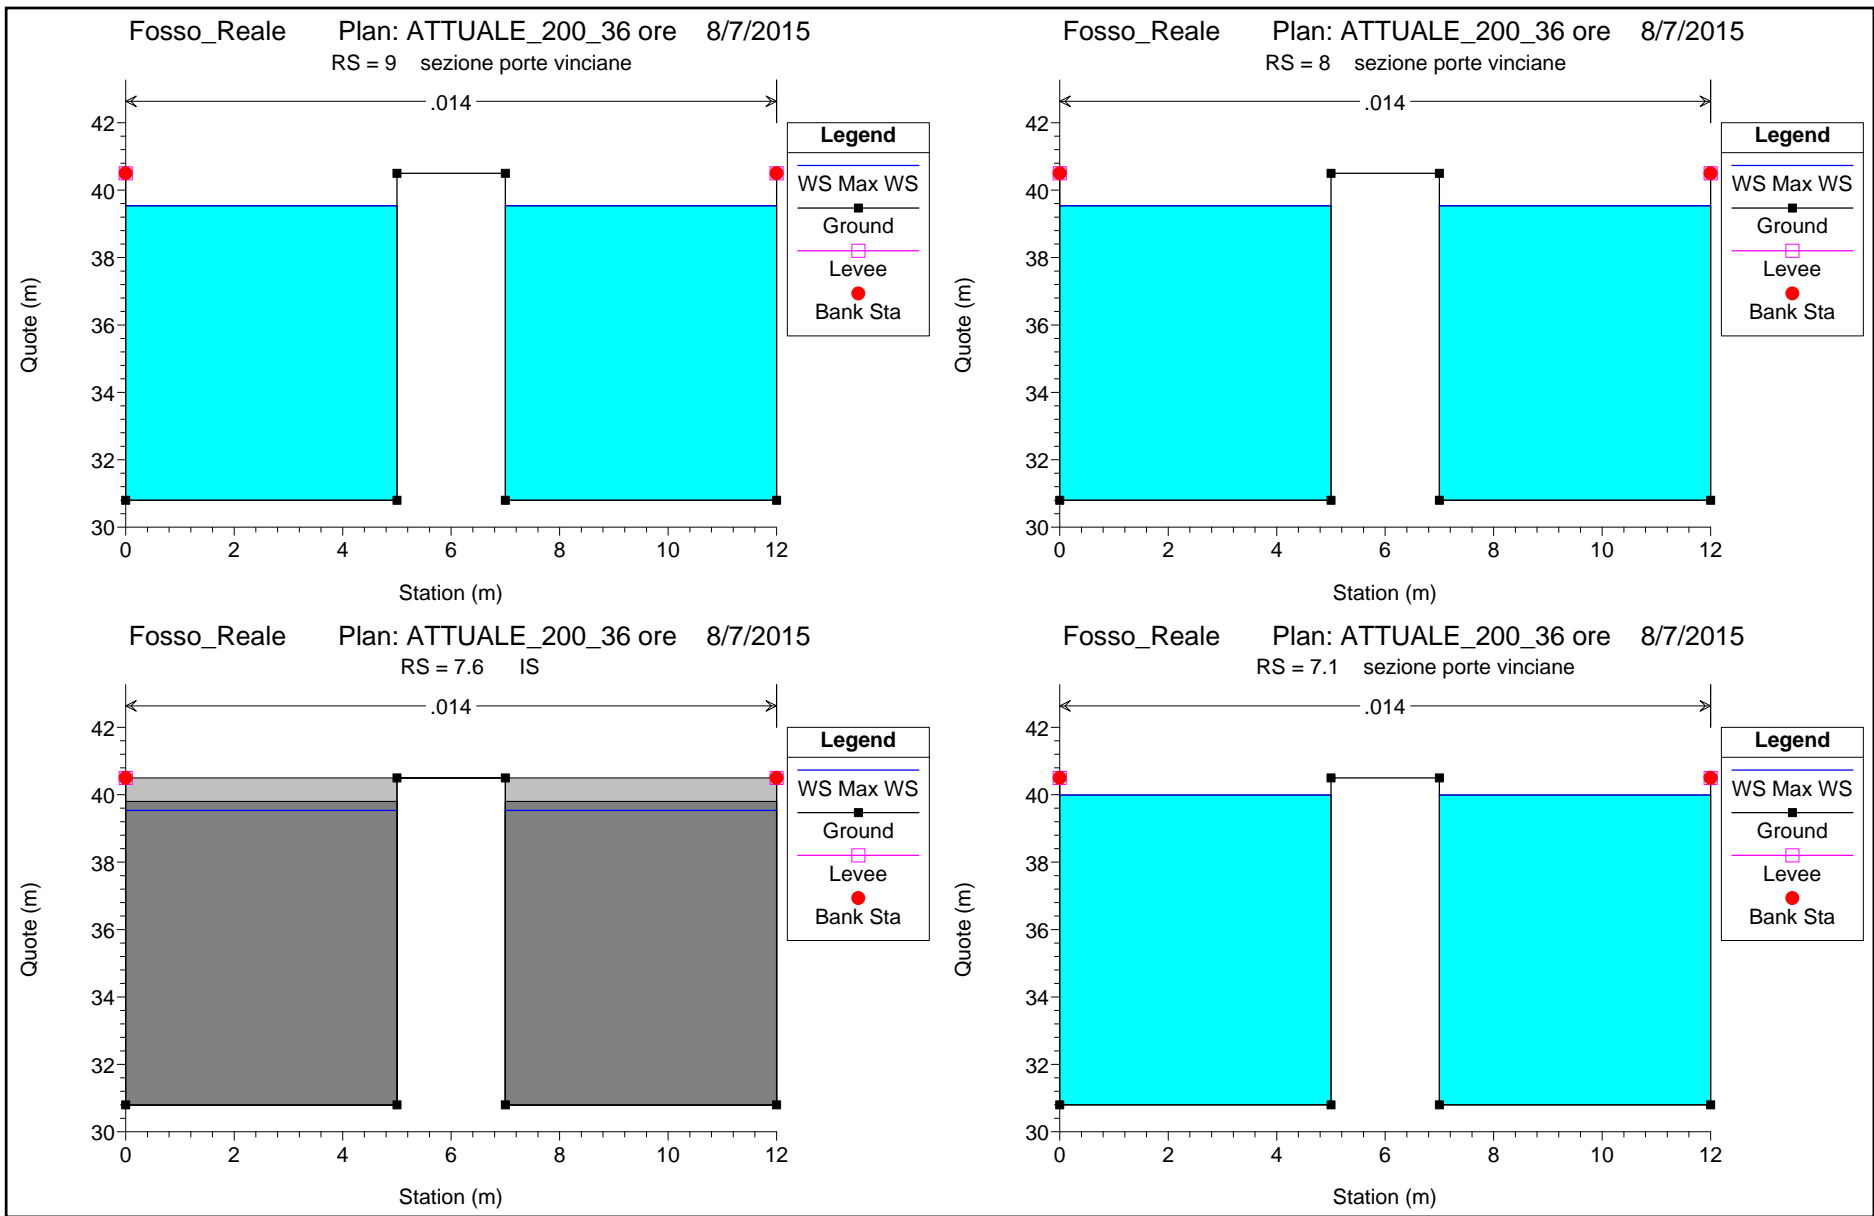 Fosso_Reale Plan: ATTUALE_200_36 ore 8/7/2015
RS = 9 sezione porte vinciane
.014
42
40
38
36
34
32
30
Quote (m)
0 2 4 6 8 10 12
Station (m)
Legend
WS Max WS
Ground
Levee
Bank Sta
Fosso_Reale Plan: ATTUALE_200_36 ore 8/7/2015
RS = 8 sezione porte vinciane
.014
42
40
38
36
34
32
30
Quote (m)
0 2 4 6 8 10 12
Station (m)
Legend
WS Max WS
Ground
Levee
Bank Sta
Fosso_Reale Plan: ATTUALE_200_36 ore 8/7/2015
RS = 7.6 IS
.014
42
40
38
36
34
32
30
Quote (m)
0 2 4 6 8 10 12
Station (m)
Legend
WS Max WS
Ground
Levee
Bank Sta
Fosso_Reale Plan: ATTUALE_200_36 ore 8/7/2015
RS = 7.1 sezione porte vinciane
.014
42
40
38
36
34
32
30
Quote (m)
0 2 4 6 8 10 12
Station (m)
Legend
WS Max WS
Ground
Levee
Bank Sta